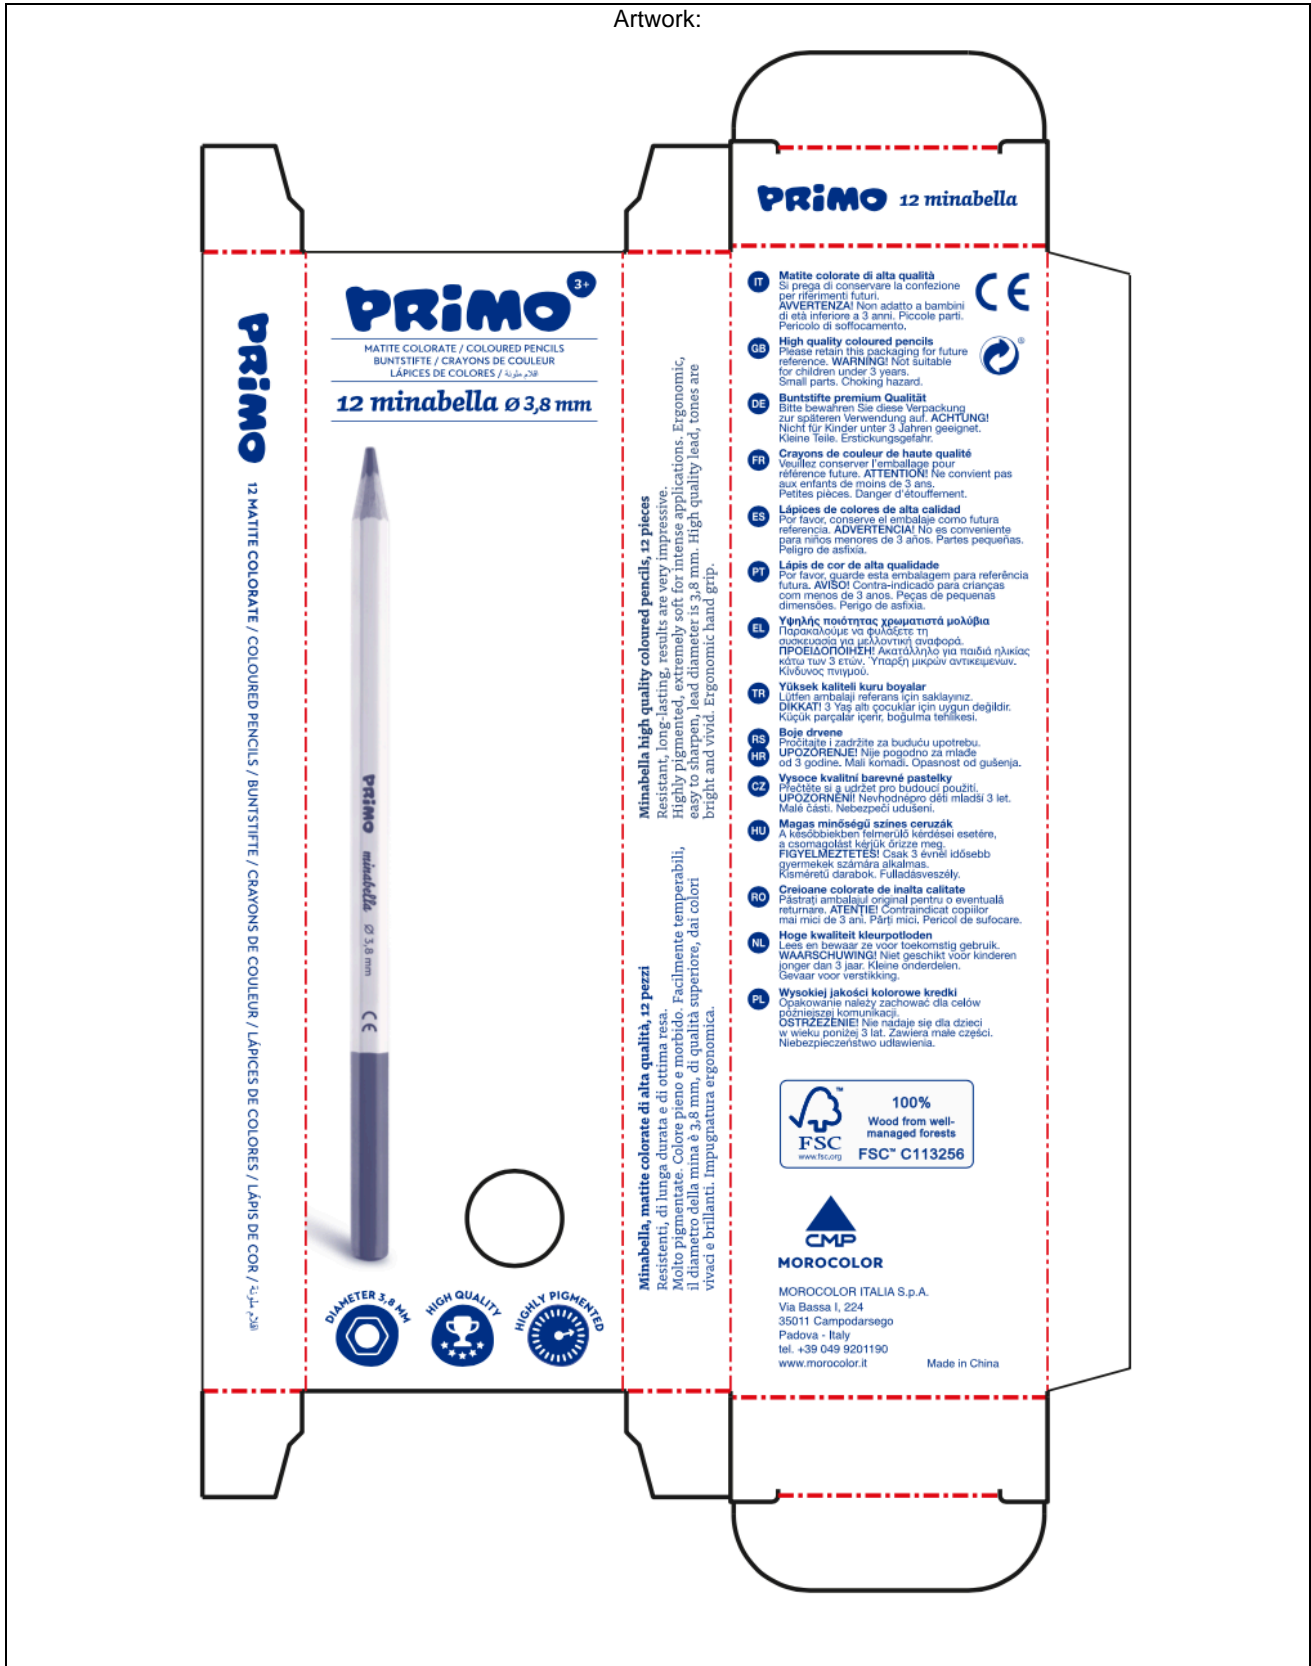 Artwork:
PRiMO 12 minabella
PRiMO 3+
MATITE COLORATE / COLOURED PENCILS
BUNTSTIFTE / CRAYONS DE COULEUR
LÁPICES DE COLORES / اقلام ملونة
12 minabella Ø 3,8 mm
PRiMO minabella Ø 3,8 mm CE
DIAMETER 3,8 MM
HIGH QUALITY
HIGHLY PIGMENTED
PRiMO 12 MATITE COLORATE / COLOURED PENCILS / BUNTSTIFTE / CRAYONS DE COULEUR / LÁPICES DE COLORES / LÁPIS DE COR / اقلام ملونة
Minabella high quality coloured pencils, 12 pieces
Resistant, long-lasting, results are very impressive.
Highly pigmented, extremely soft for intense applications. Ergonomic,
easy to sharpen, lead diameter is 3,8 mm. High quality lead, tones are
bright and vivid. Ergonomic hand grip.
Minabella, matite colorate di alta qualità, 12 pezzi
Resistenti, di lunga durata e di ottima resa.
Molto pigmentate. Colore pieno e morbido. Facilmente temperabili,
il diametro della mina è 3,8 mm, di qualità superiore, dai colori
vivaci e brillanti. Impugnatura ergonomica.
IT Matite colorate di alta qualità
Si prega di conservare la confezione
per riferimenti futuri.
AVVERTENZA! Non adatto a bambini
di età inferiore a 3 anni. Piccole parti.
Pericolo di soffocamento.
CE
GB High quality coloured pencils
Please retain this packaging for future
reference. WARNING! Not suitable
for children under 3 years.
Small parts. Choking hazard.
®
DE Buntstifte premium Qualität
Bitte bewahren Sie diese Verpackung
zur späteren Verwendung auf. ACHTUNG!
Nicht für Kinder unter 3 Jahren geeignet.
Kleine Teile. Erstickungsgefahr.
FR Crayons de couleur de haute qualité
Veuillez conserver l'emballage pour
référence future. ATTENTION! Ne convient pas
aux enfants de moins de 3 ans.
Petites pièces. Danger d'étouffement.
ES Lápices de colores de alta calidad
Por favor, conserve el embalaje como futura
referencia. ADVERTENCIA! No es conveniente
para niños menores de 3 años. Partes pequeñas.
Peligro de asfixia.
PT Lápis de cor de alta qualidade
Por favor, guarde esta embalagem para referência
futura. AVISO! Contra-indicado para crianças
com menos de 3 anos. Peças de pequenas
dimensões. Perigo de asfixia.
EL Υψηλής ποιότητας χρωματιστά μολύβια
Παρακαλούμε να φυλάξετε τη
συσκευασία για μελλοντική αναφορά.
ΠΡΟΕΙΔΟΠΟΙΗΣΗ! Ακατάλληλο για παιδιά ηλικίας
κάτω των 3 ετών. Ύπαρξη μικρών αντικειμενων.
Κίνδυνος πνιγμού.
TR Yüksek kaliteli kuru boyalar
Lütfen ambalaji referans için saklayınız.
DİKKAT! 3 Yaş altı çocuklar için uygun değildir.
Küçük parçalar içerir, boğulma tehlikesi.
RS HR Boje drvene
Pročitajte i zadržite za buduću upotrebu.
UPOZORENJE! Nije pogodno za mlađe
od 3 godine. Mali komadi. Opasnost od gušenja.
CZ Vysoce kvalitní barevné pastelky
Přečtěte si a udržet pro budoucí použití.
UPOZORNĚNÍ! Nevhodnépro děti mladší 3 let.
Malé části. Nebezpečí udušení.
HU Magas minőségű színes ceruzák
A későbbiekben felmerülő kérdései esetére,
a csomagolást kérjük őrizze meg.
FIGYELMEZTETÉS! Csak 3 évnél idősebb
gyermekek számára alkalmas.
Kisméretű darabok. Fulladásveszély.
RO Creioane colorate de inalta calitate
Păstrați ambalajul original pentru o eventuală
returnare. ATENȚIE! Contraindicat copiilor
mai mici de 3 ani. Părți mici. Pericol de sufocare.
NL Hoge kwaliteit kleurpotloden
Lees en bewaar ze voor toekomstig gebruik.
WAARSCHUWING! Niet geschikt voor kinderen
jonger dan 3 jaar. Kleine onderdelen.
Gevaar voor verstikking.
PL Wysokiej jakości kolorowe kredki
Opakowanie należy zachować dla celów
późniejszej komunikacji.
OSTRZEŻENIE! Nie nadaje się dla dzieci
w wieku poniżej 3 lat. Zawiera małe części.
Niebezpieczeństwo udławienia.
FSC ™
www.fsc.org
100%
Wood from well-
managed forests
FSC™ C113256
CMP
MOROCOLOR
MOROCOLOR ITALIA S.p.A.
Via Bassa I, 224
35011 Campodarsego
Padova - Italy
tel. +39 049 9201190
www.morocolor.it Made in China